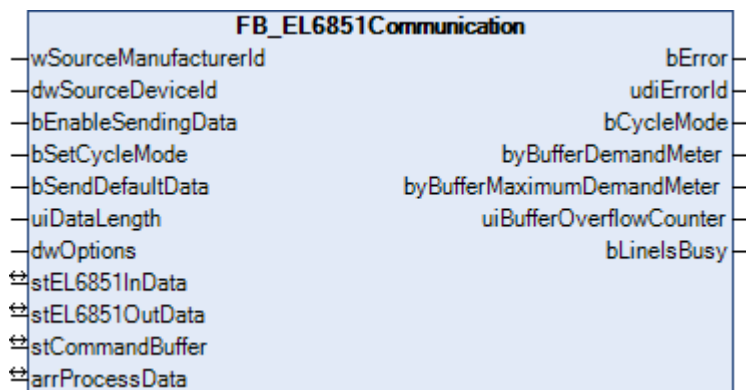 FB_EL6851Communication
wSourceManufacturerId bError
dwSourceDeviceId udiErrorId
bEnableSendingData bCycleMode
bSetCycleMode byBufferDemandMeter
bSendDefaultData byBufferMaximumDemandMeter
uiDataLength uiBufferOverflowCounter
dwOptions bLineIsBusy
stEL6851InData
stEL6851OutData
stCommandBuffer
arrProcessData